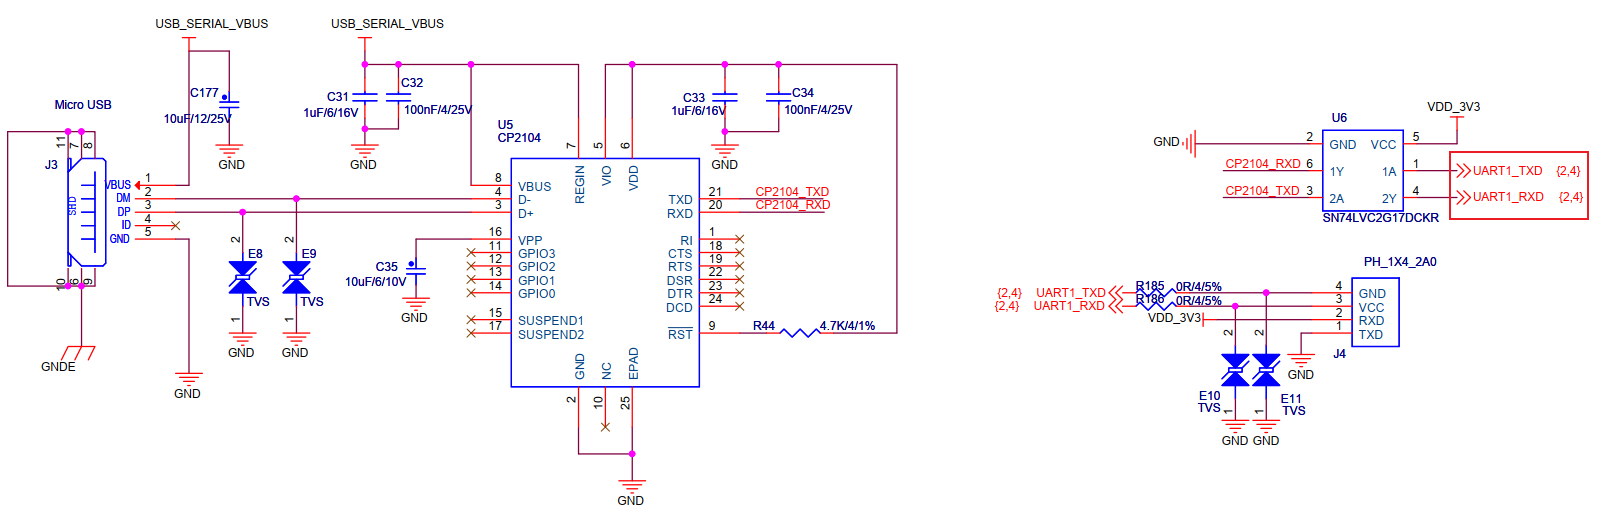 USB_SERIAL_VBUS
USB_SERIAL_VBUS
Micro USB
C177
10uF/12/25V
GND
J3
11
7
8
SHD
VBUS 1
DM 2
DP 3
ID 4
GND 5
10
6
9
GNDE
GND
2
E8
TVS
1
GND
2
E9
TVS
1
GND
C31
1uF/6/16V
C32
100nF/4/25V
GND
C35
10uF/6/10V
GND
U5
CP2104
7
5
6
REGIN
VIO
VDD
8 VBUS
4 D-
3 D+
16 VPP
11 GPIO3
12 GPIO2
13 GPIO1
14 GPIO0
15 SUSPEND1
17 SUSPEND2
TXD 21 CP2104_TXD
RXD 20 CP2104_RXD
RI 1
CTS 18
RTS 19
DSR 22
DTR 23
DCD 24
RST 9
R44 4.7K/4/1%
GND
NC
EPAD
2
10
25
GND
C33
1uF/6/16V
C34
100nF/4/25V
GND
VDD_3V3
U6
GND 2 GND VCC 5
CP2104_RXD 6 1Y 1A 1 UART1_TXD {2,4}
CP2104_TXD 3 2A 2Y 4 UART1_RXD {2,4}
SN74LVC2G17DCKR
PH_1X4_2A0
{2,4} UART1_TXD R185 0R/4/5% 4 GND
{2,4} UART1_RXD R186 0R/4/5% 3 VCC
VDD_3V3 2 RXD
1 TXD
J4
GND
2
2
E10
TVS
1
GND
E11
TVS
1
GND